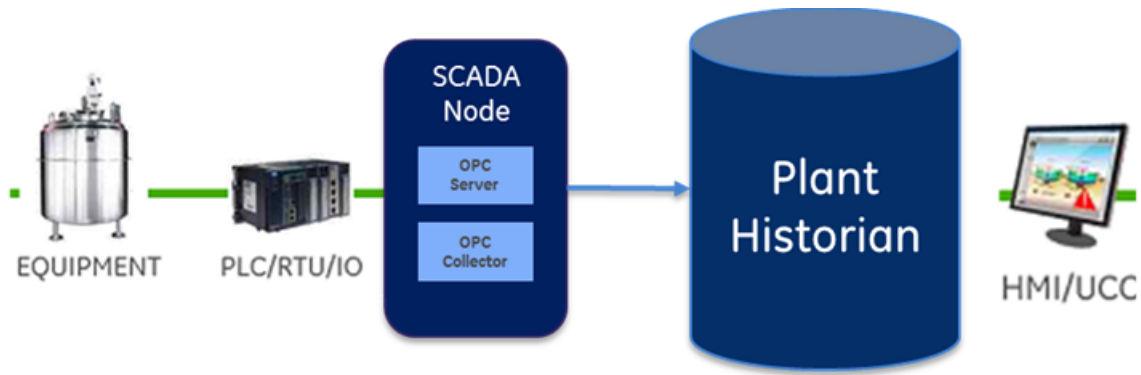 SCADA
Node
OPC
Server
OPC
Collector
EQUIPMENT
PLC/RTU/IO
Plant
Historian
HMI/UCC